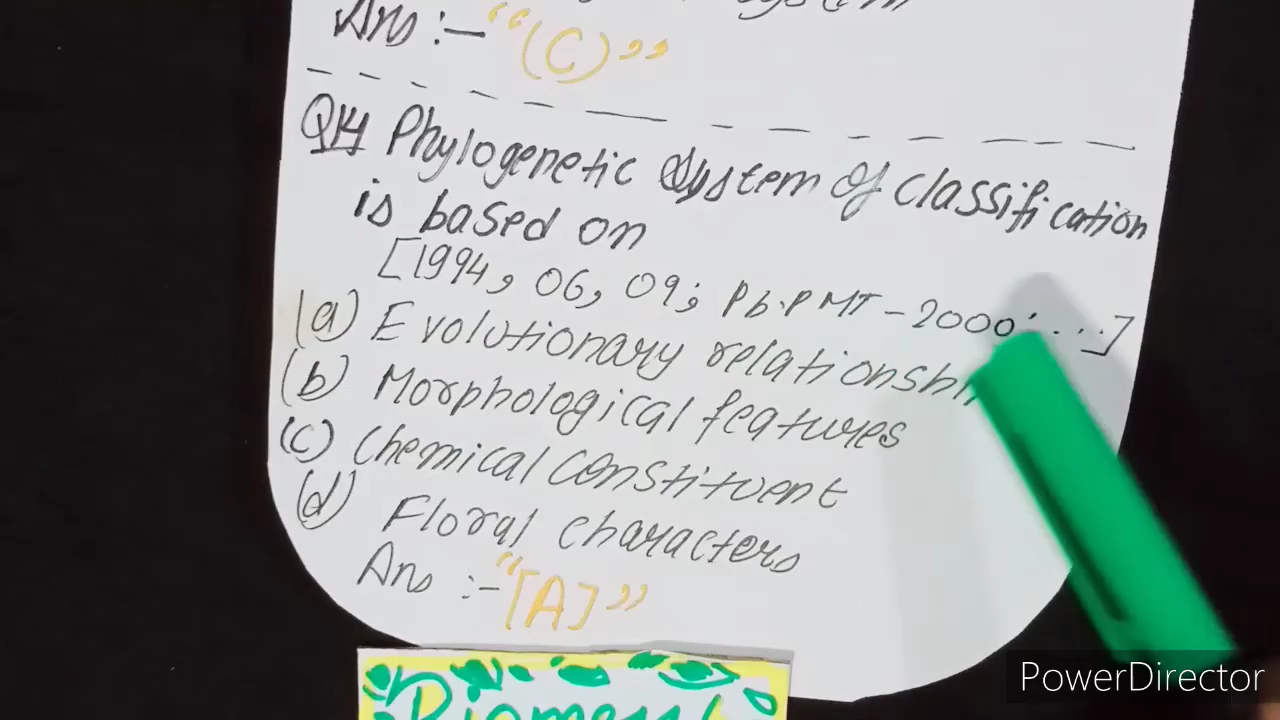 Ans :- "(C)"
Q14 Phylogenetic System of classification
is based on
[1994, 06, 09; Pb.PMT-2000....]
(a) Evolutionary relationshi
(b) Morphological features
(c) Chemical constituent
(d) Floral characters
Ans :- "[A]"
PowerDirector